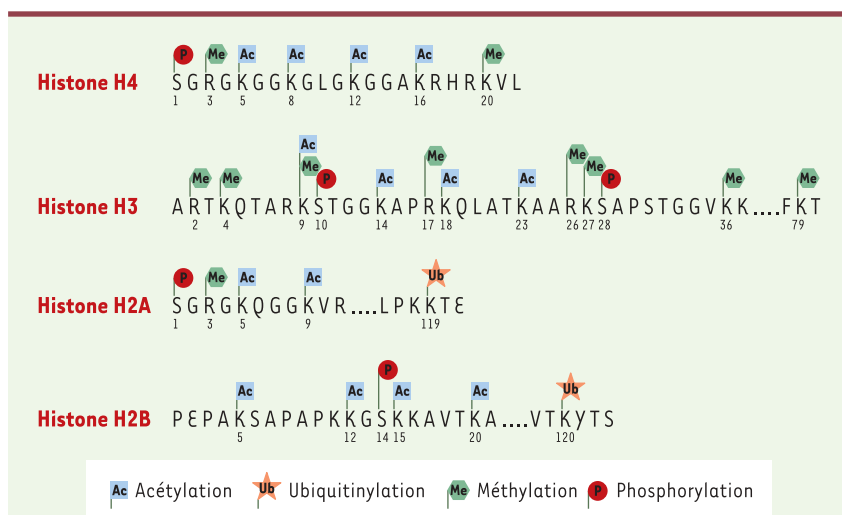 P Me Ac Ac Ac Ac Me
Histone H4 SGRGKGGKGLGKGGAKRHRKVL
1 3 5 8 12 16 20
Ac
Me Me Me P Ac Me Ac Ac Me Me P Me Me
Histone H3 ARTKQTARKSTGGKAPRKQLATKAARKSAPSTGGVKK....FKT
2 4 9 10 14 17 18 23 26 27 28 36 79
P Me Ac Ac Ub
Histone H2A SGRGKQGGKVR....LPKKTE
1 3 5 9 119
P
Ac Ac Ac Ac Ub
Histone H2B PEPAKSAPAPKKGSKKAVTKA....VTKYTS
5 12 14 15 20 120
Ac Acétylation Ub Ubiquitinylation Me Méthylation P Phosphorylation